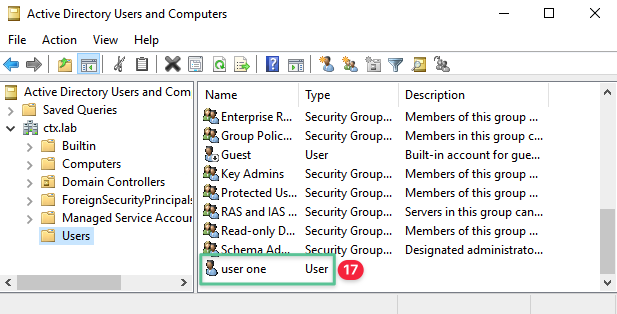 Active Directory Users and Computers
File Action View Help
Active Directory Users and Com
Saved Queries
ctx.lab
Builtin
Computers
Domain Controllers
ForeignSecurityPrincipals
Managed Service Accour
Users
Name Type Description
Enterprise R... Security Group... Members of this group ...
Group Polic... Security Group... Members in this group c...
Guest User Built-in account for gue...
Key Admins Security Group... Members of this group ...
Protected Us... Security Group... Members of this group ...
RAS and IAS ... Security Group... Servers in this group can...
Read-only D... Security Group... Members of this group ...
Schema Ad... Security Group... Designated administrato...
user one User 17